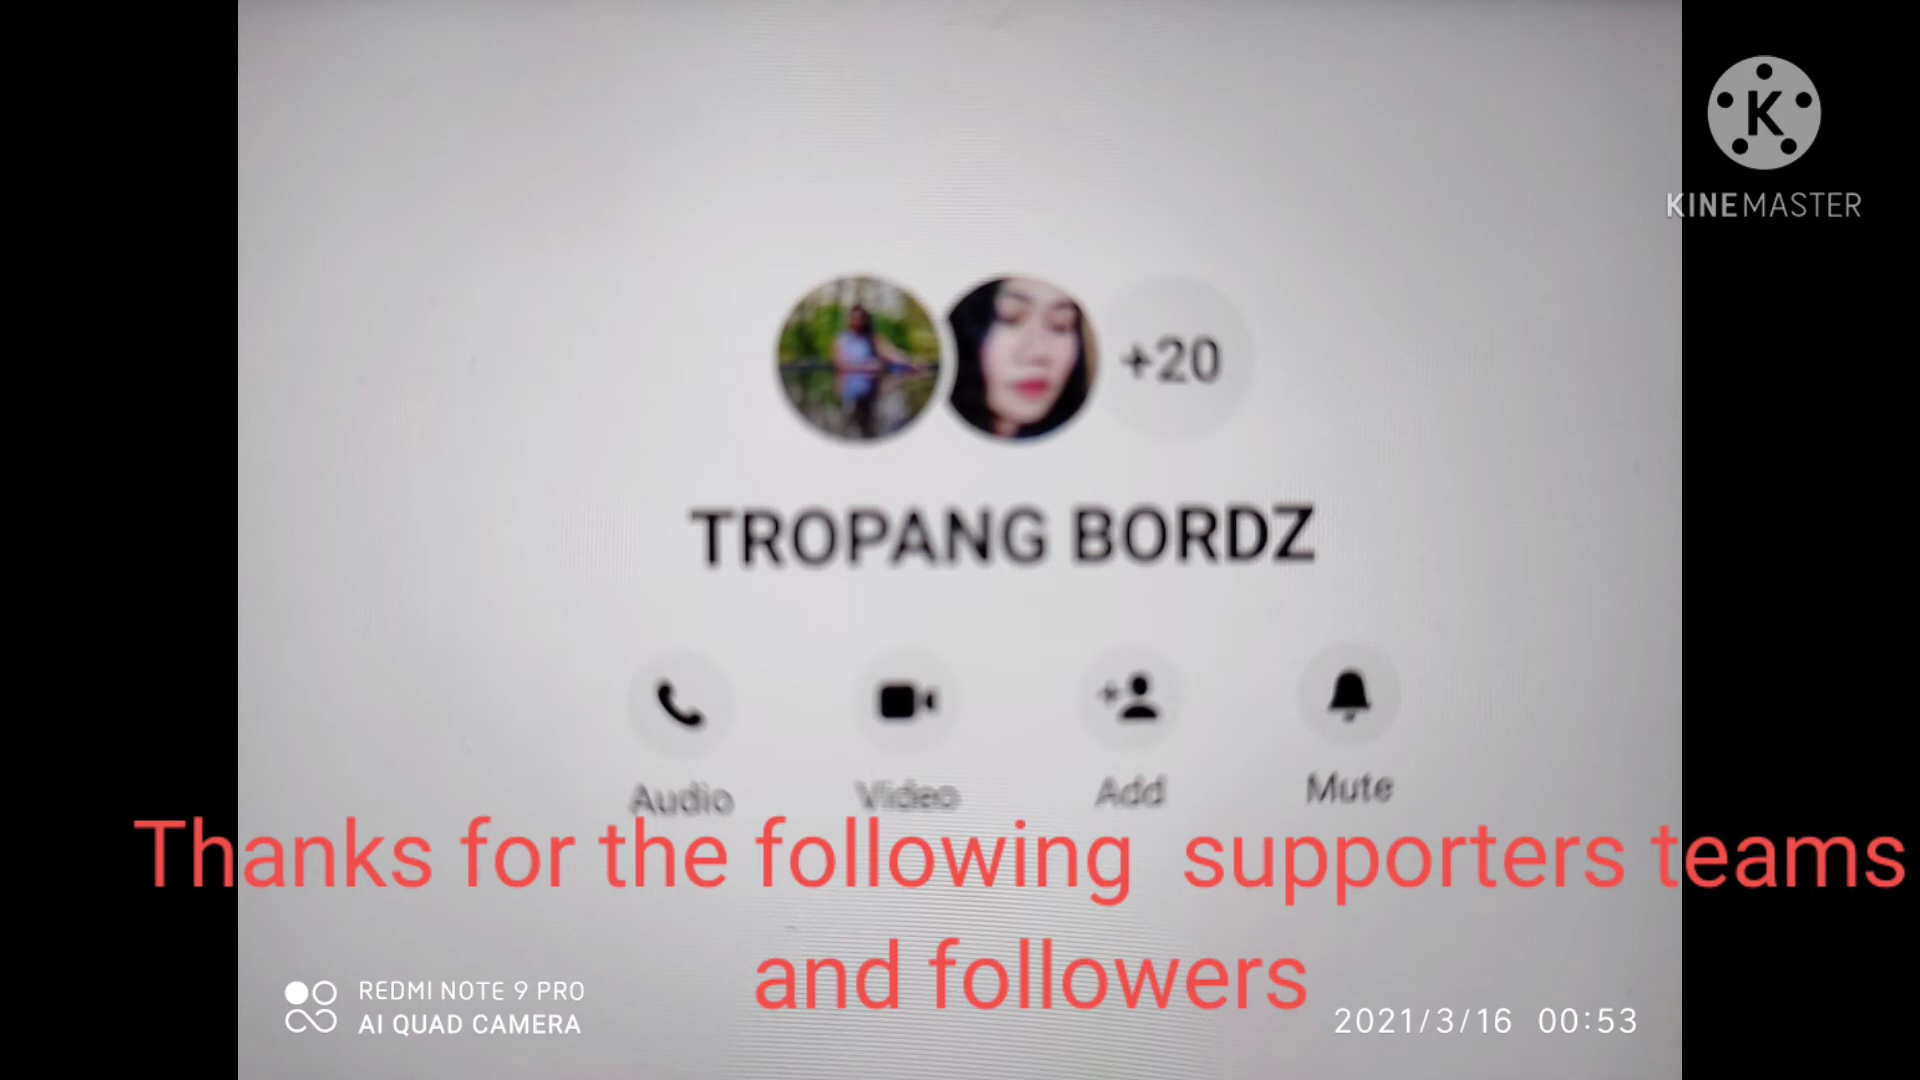 K
KINEMASTER
+20
TROPANG BORDZ
Audio Video Add Mute
Thanks for the following supporters teams
and followers
REDMI NOTE 9 PRO
AI QUAD CAMERA
2021/3/16 00:53